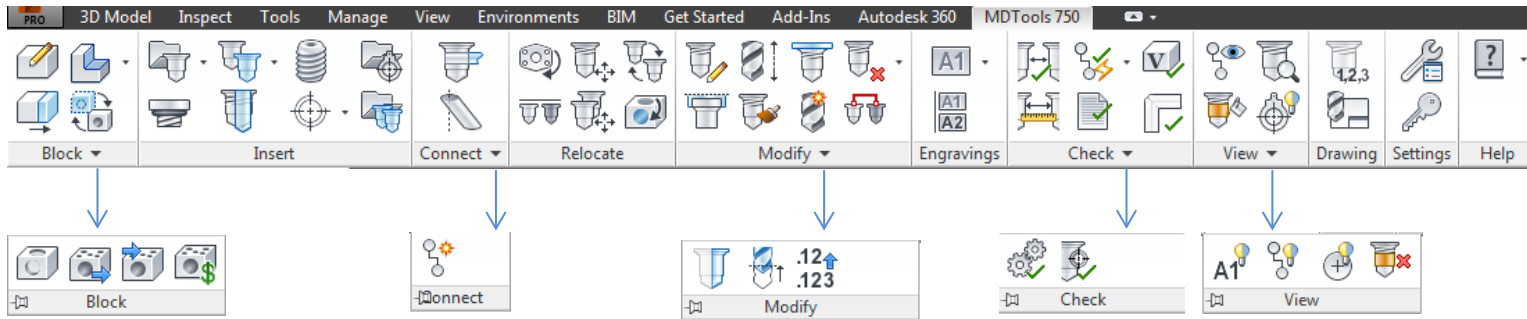 PRO 3D Model Inspect Tools Manage View Environments BIM Get Started Add-Ins Autodesk 360 MDTools 750
A1
1,2,3
?
V
A1
A2
Block Insert Connect Relocate Modify Engravings Check View Drawing Settings Help
$
.12
.123
A1
Block
Connect
Modify
Check
View